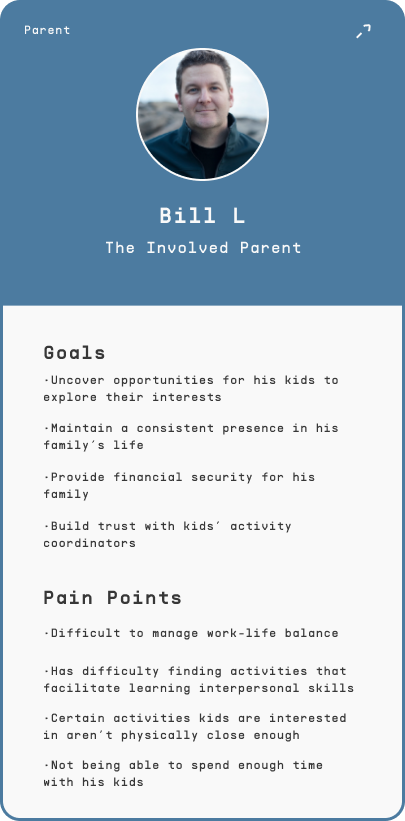 Parent
Bill L
The Involved Parent
Goals
·Uncover opportunities for his kids to
explore their interests
·Maintain a consistent presence in his
family's life
·Provide financial security for his
family
·Build trust with kids' activity
coordinators
Pain Points
·Difficult to manage work-life balance
·Has difficulty finding activities that
facilitate learning interpersonal skills
·Certain activities kids are interested
in aren't physically close enough
·Not being able to spend enough time
with his kids